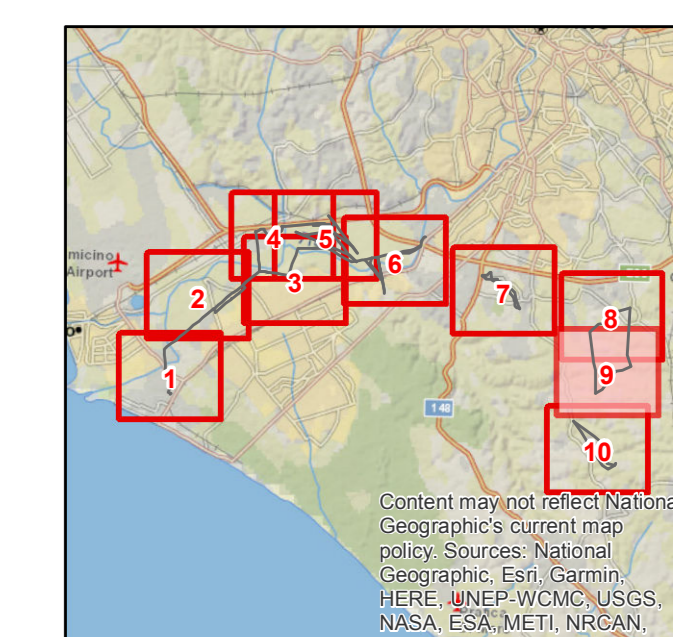 micino
Airport
4
5
6
3
2
7
8
1
9
148
10
Content may not reflect Nationa
Geographic's current map
policy. Sources: National
Geographic, Esri, Garmin,
HERE, UNEP-WCMC, USGS,
NASA, ESA, METI, NRCAN,